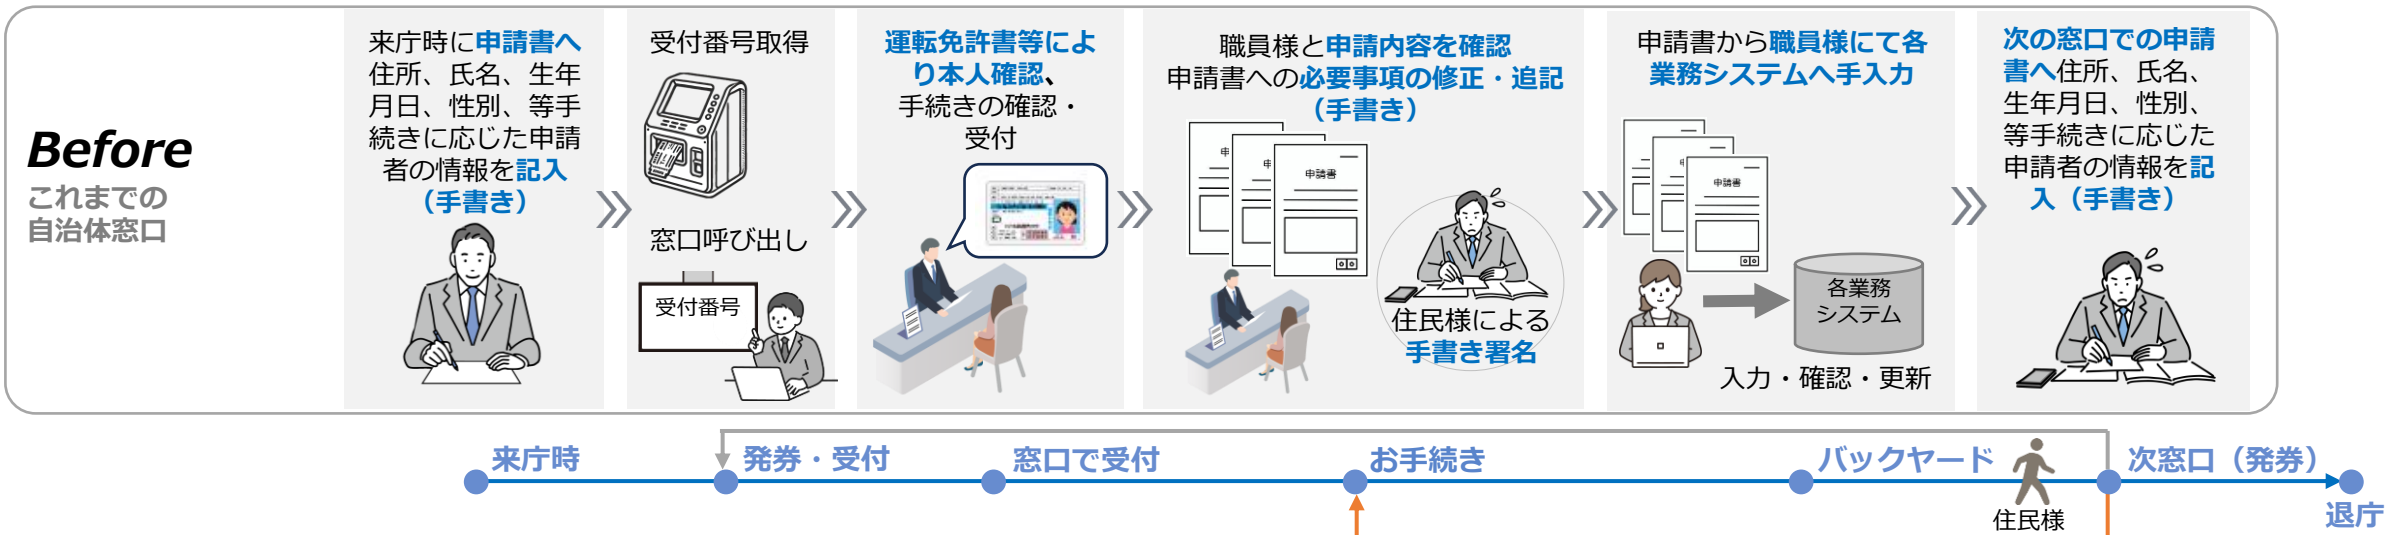 Before
これまでの
自治体窓口
来庁時に申請書へ
住所、氏名、生年
月日、性別、等手
続きに応じた申請
者の情報を記入
（手書き）
受付番号取得
窓口呼び出し
受付番号
運転免許書等によ
り本人確認、
手続きの確認・
受付
職員様と申請内容を確認
申請書への必要事項の修正・追記
（手書き）
申
申
申請書
住民様による
手書き署名
申請書から職員様にて各
業務システムへ手入力
申請書
各業務
システム
入力・確認・更新
次の窓口での申請
書へ住所、氏名、
生年月日、性別、
等手続きに応じた
申請者の情報を記
入（手書き）
来庁時
発券・受付
窓口で受付
お手続き
バックヤード
次窓口（発券）
住民様
退庁